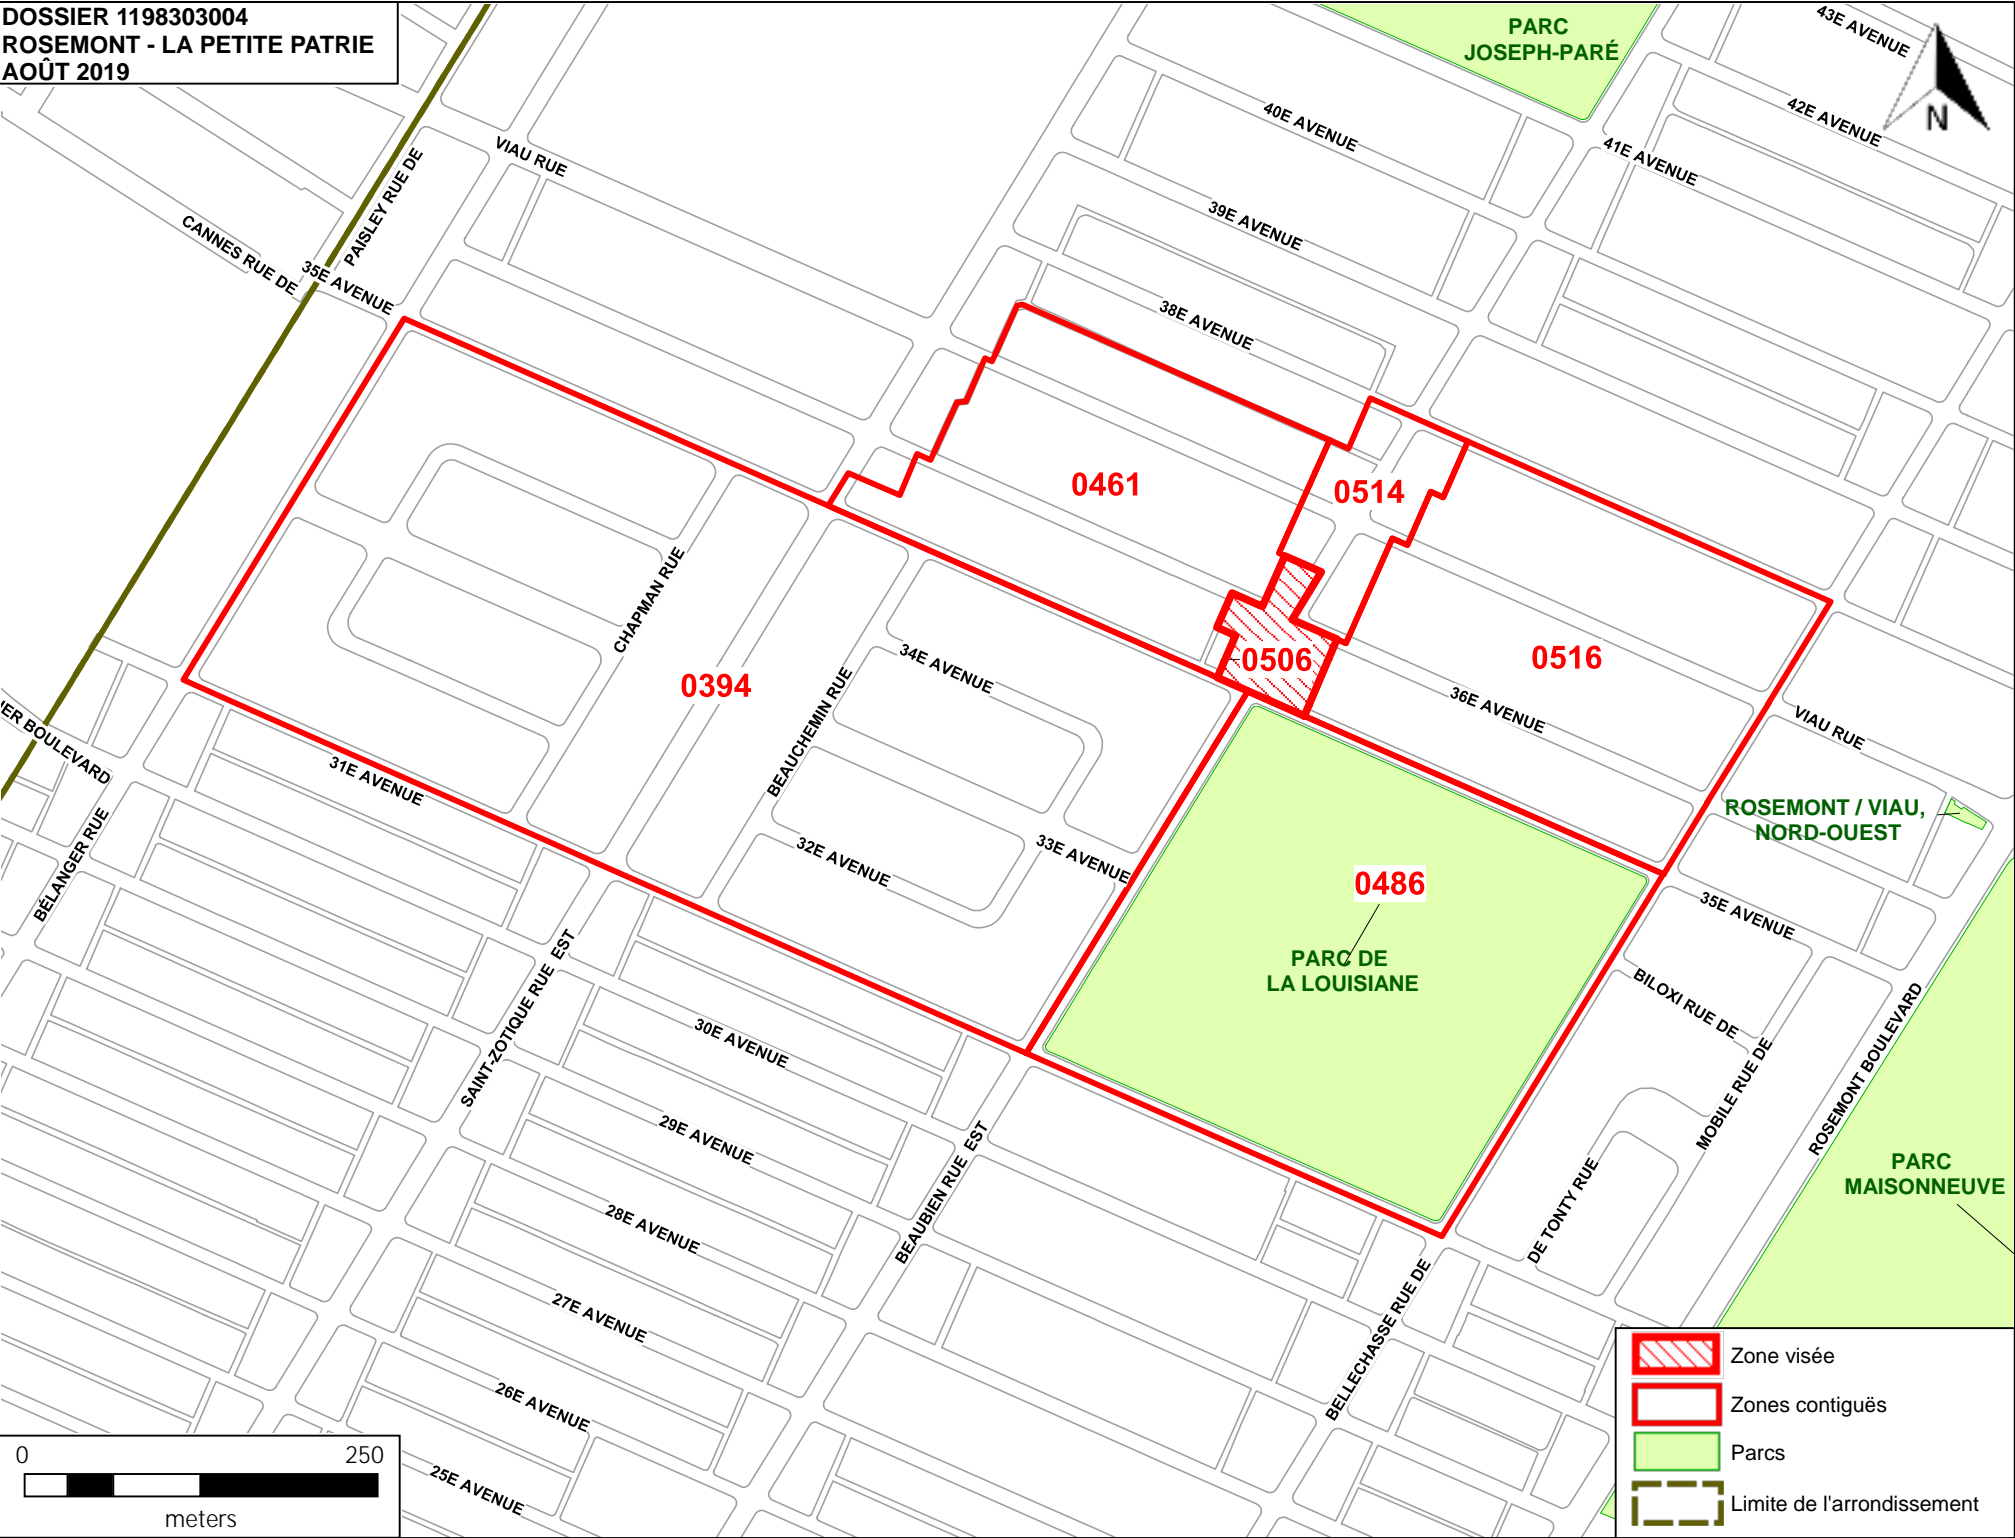 DOSSIER 1198303004
ROSEMONT - LA PETITE PATRIE
AOÛT 2019
PARC
JOSEPH-PARÉ
43E AVENUE
N
42E AVENUE
41E AVENUE
40E AVENUE
39E AVENUE
38E AVENUE
VIAU RUE
PAISLEY RUE DE
CANNES RUE DE
35E AVENUE
0461
0514
0506
0516
0394
0486
CHAPMAN RUE
BEAUCHEMIN RUE
34E AVENUE
36E AVENUE
VIAU RUE
IER BOULEVARD
31E AVENUE
32E AVENUE
33E AVENUE
BÉLANGER RUE
ROSEMONT / VIAU,
NORD-OUEST
35E AVENUE
PARC DE
LA LOUISIANE
BILOXI RUE DE
MOBILE RUE DE
ROSEMONT BOULEVARD
SAINT-ZOTIQUE RUE EST
30E AVENUE
29E AVENUE
BEAUBIEN RUE EST
28E AVENUE
DE TONTY RUE
PARC
MAISONNEUVE
27E AVENUE
BELLECHASSE RUE DE
26E AVENUE
25E AVENUE
0 250
meters
Zone visée
Zones contiguës
Parcs
Limite de l'arrondissement